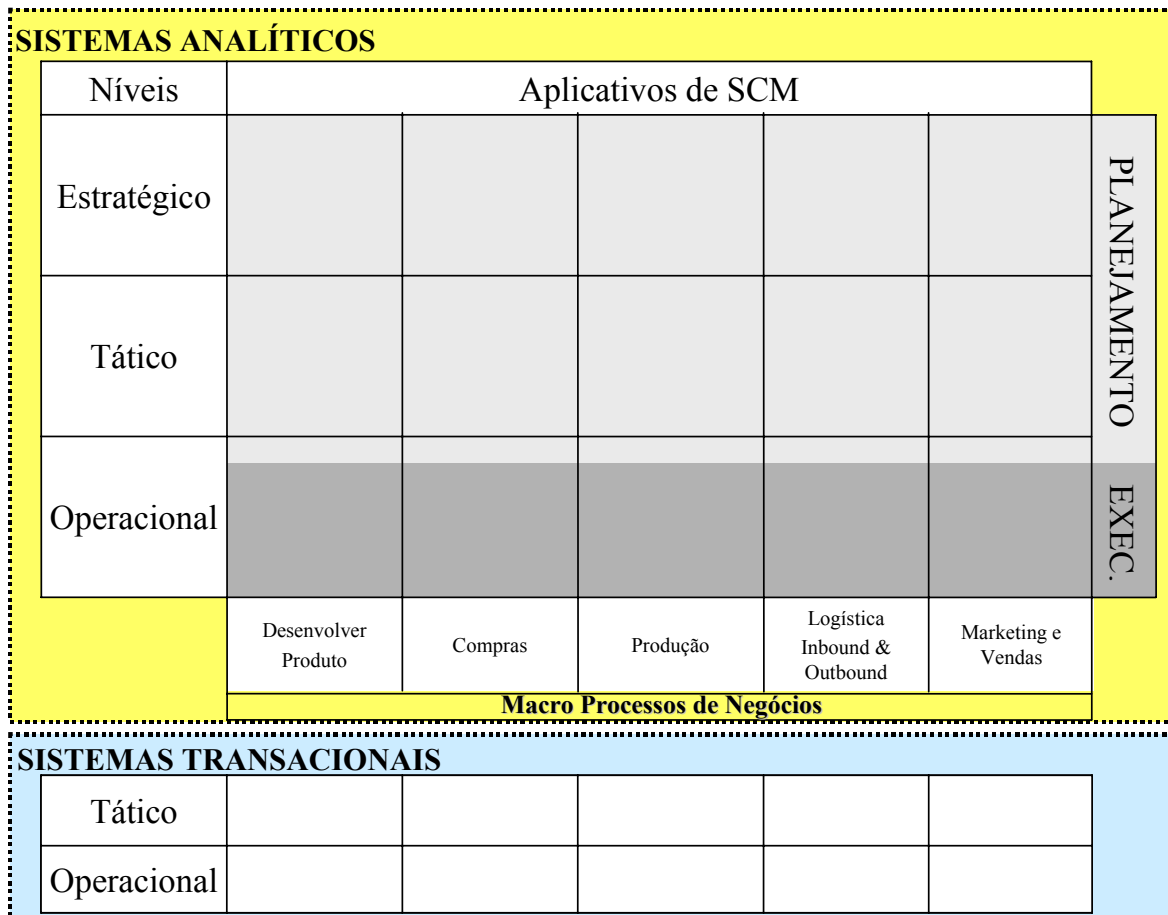 SISTEMAS ANALÍTICOS
Níveis
Aplicativos de SCM
Estratégico
Tático
Operacional
PLANEJAMENTO
EXEC.
Desenvolver
Produto
Compras
Produção
Logística
Inbound &
Outbound
Marketing e
Vendas
Macro Processos de Negócios
SISTEMAS TRANSACIONAIS
Tático
Operacional